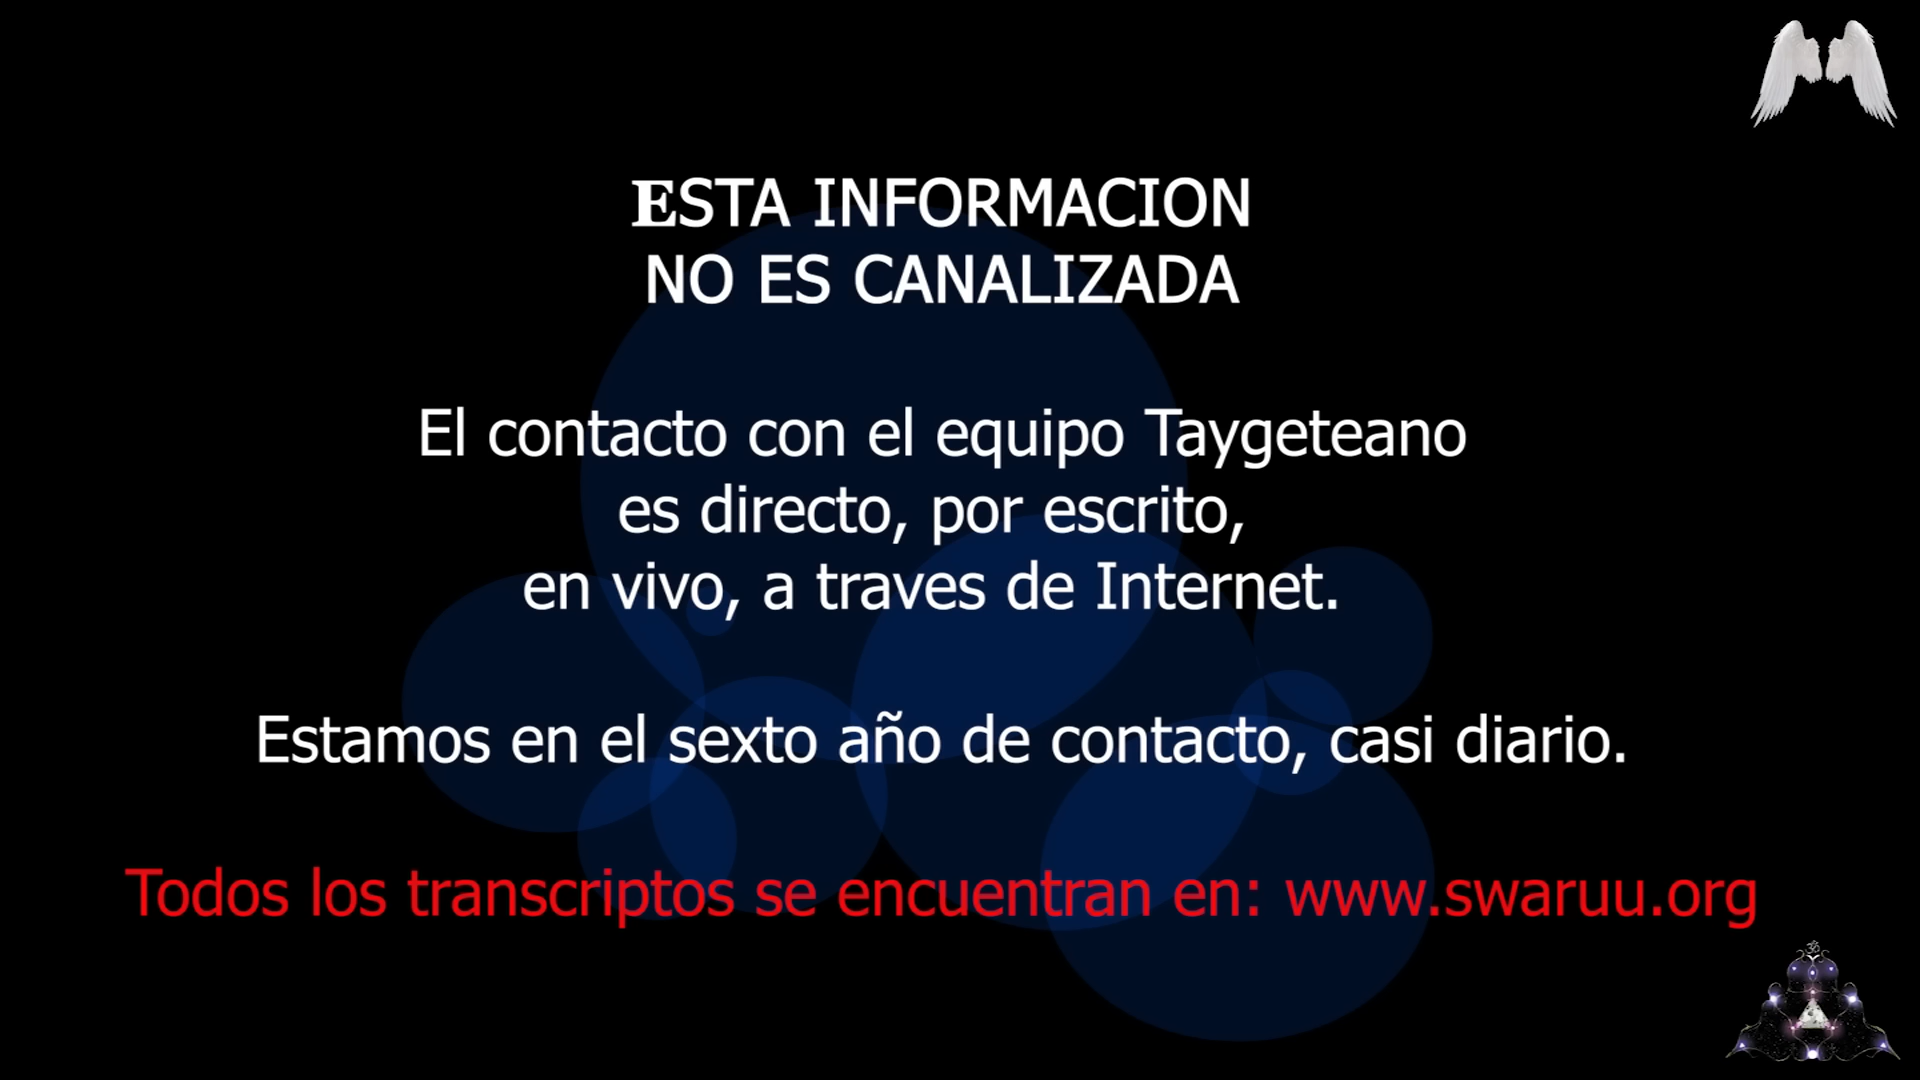 ESTA INFORMACION
NO ES CANALIZADA
El contacto con el equipo Taygeteano
es directo, por escrito,
en vivo, a traves de Internet.
Estamos en el sexto año de contacto, casi diario.
Todos los transcriptos se encuentran en: www.swaruu.org
ॐ